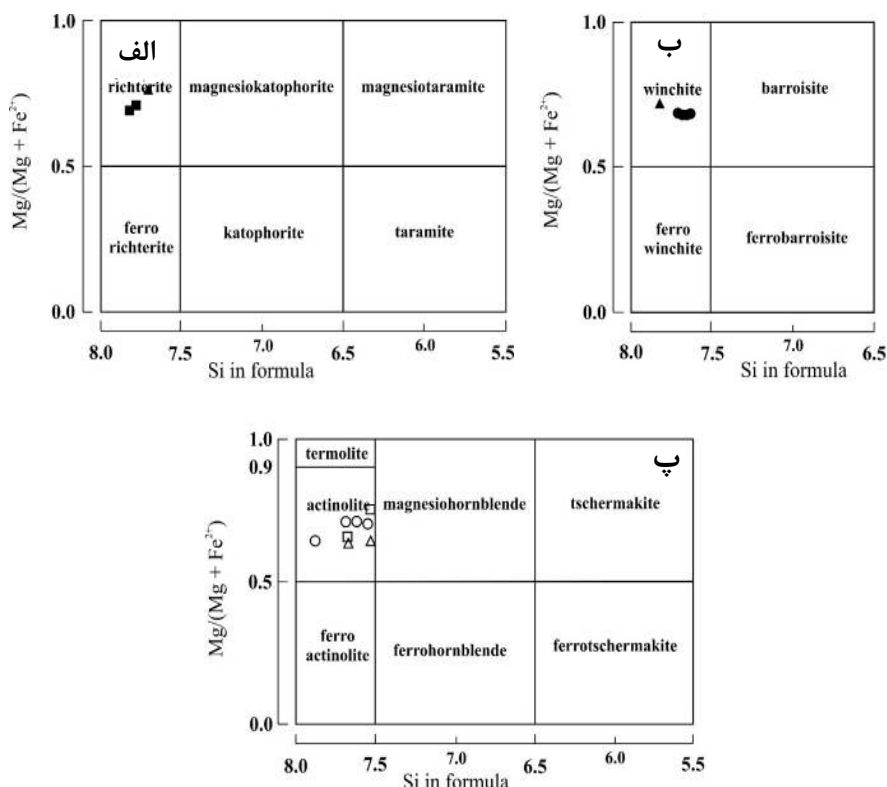 الف
1.0
richterite magnesiokatophorite magnesiotaramite
Mg/(Mg + Fe²⁺)
0.5
ferro
richterite
katophorite taramite
0.0
8.0 7.5 7.0 6.5 6.0 5.5
Si in formula
ب
1.0
winchite barroisite
Mg/(Mg + Fe²⁺)
0.5
ferro
winchite
ferrobarroisite
0.0
8.0 7.5 7.0 6.5
Si in formula
پ
1.0
termolite
0.9
actinolite magnesiohornblende tschermakite
Mg/(Mg + Fe²⁺)
0.5
ferro
actinolite
ferrohornblende ferrotschermakite
0.0
8.0 7.5 7.0 6.5 6.0 5.5
Si in formula